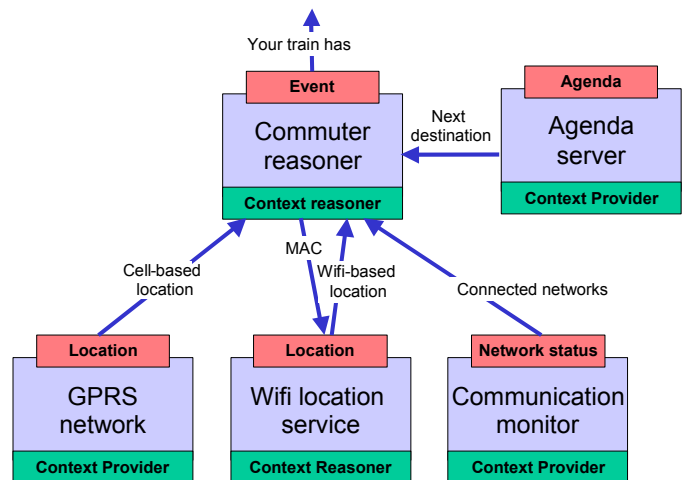 Your train has
Event
Commuter
reasoner
Context reasoner
Next
destination
Agenda
Agenda
server
Context Provider
Cell-based
location
MAC
Wifi-based
location
Connected networks
Location
GPRS
network
Context Provider
Location
Wifi location
service
Context Reasoner
Network status
Communication
monitor
Context Provider